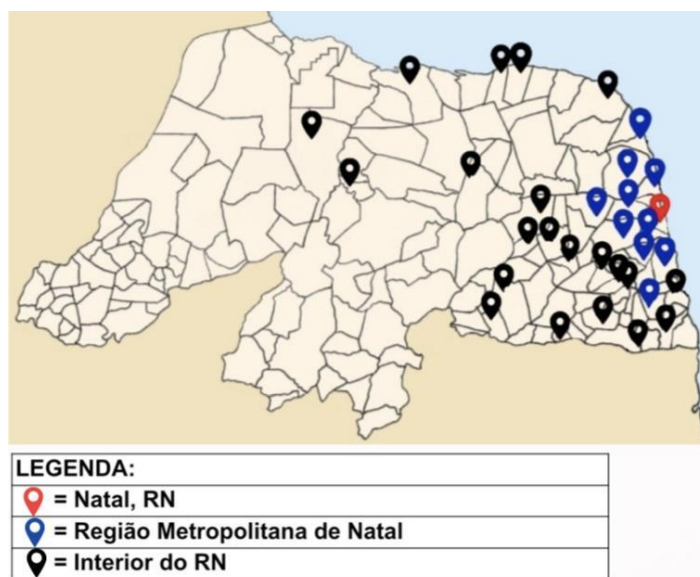 LEGENDA:
= Natal, RN
= Região Metropolitana de Natal
= Interior do RN